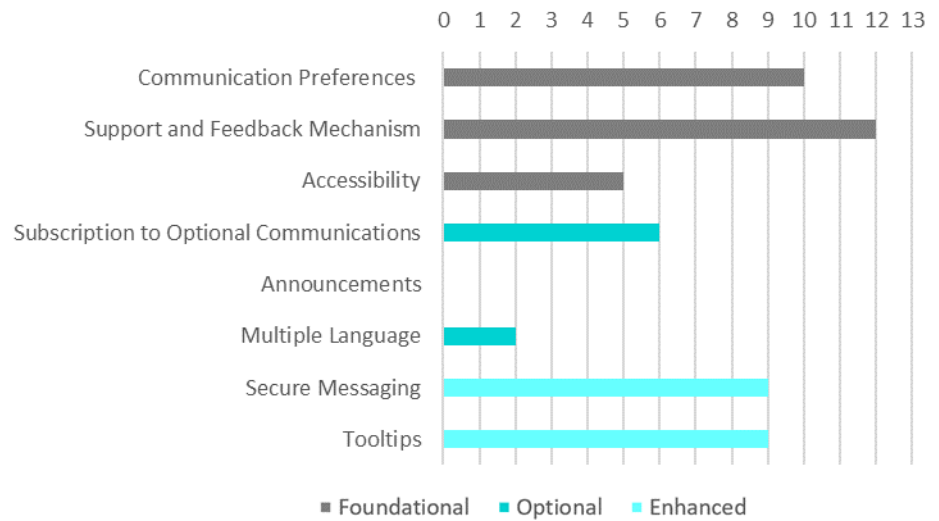 0 1 2 3 4 5 6 7 8 9 10 11 12 13
Communication Preferences
Support and Feedback Mechanism
Accessibility
Subscription to Optional Communications
Announcements
Multiple Language
Secure Messaging
Tooltips
Foundational Optional Enhanced